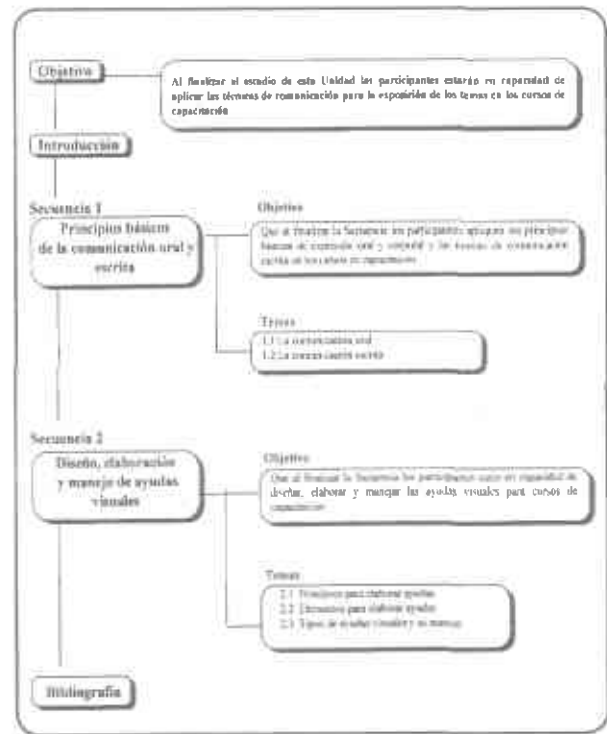 Objetivo
Al finalizar el estudio de esta Unidad los participantes estarán en capacidad de
aplicar las técnicas de comunicación para la exposición de los temas en los cursos de
capacitación
Introducción
Secuencia 1
Principios básicos
de la comunicación oral y
escrita
Objetivo
Que al finalizar la Secuencia los participantes apliquen los principios
básicos de expresión oral y corporal y las técnicas de comunicación
escrita en los cursos de capacitación
Temas
1.1 La comunicación oral
1.2 La comunicación escrita
Secuencia 2
Diseño, elaboración
y manejo de ayudas
visuales
Objetivo
Que al finalizar la Secuencia los participantes estén en capacidad de
diseñar, elaborar y manejar las ayudas visuales para cursos de
capacitación
Temas
2.1 para elaborar ayudas
2.2 para elaborar ayudas
2.3 Tipos de ayudas visuales y su manejo
Bibliografía